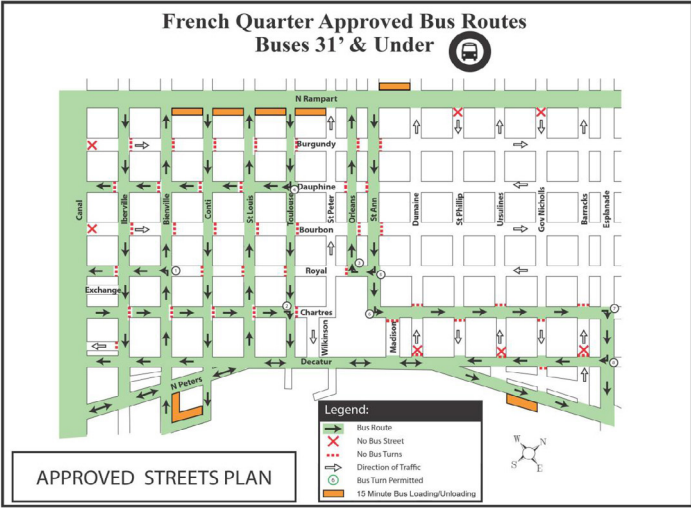 French Quarter Approved Bus Routes
Buses 31' & Under
N Rampart
Burgundy
Dauphine
Bourbon
Royal
Exchange
Chartres
Decatur
N Peters
Canal
Iberville
Bienville
Conti
St Louis
Toulouse
St Peter
Orleans
St Ann
Dumaine
St Phillip
Ursulines
Gov Nicholls
Barracks
Esplanade
Wilkinson
Madison
Legend:
Bus Route
No Bus Street
No Bus Turns
Direction of Traffic
Bus Turn Permitted
15 Minute Bus Loading/Unloading
APPROVED STREETS PLAN
W N
S E